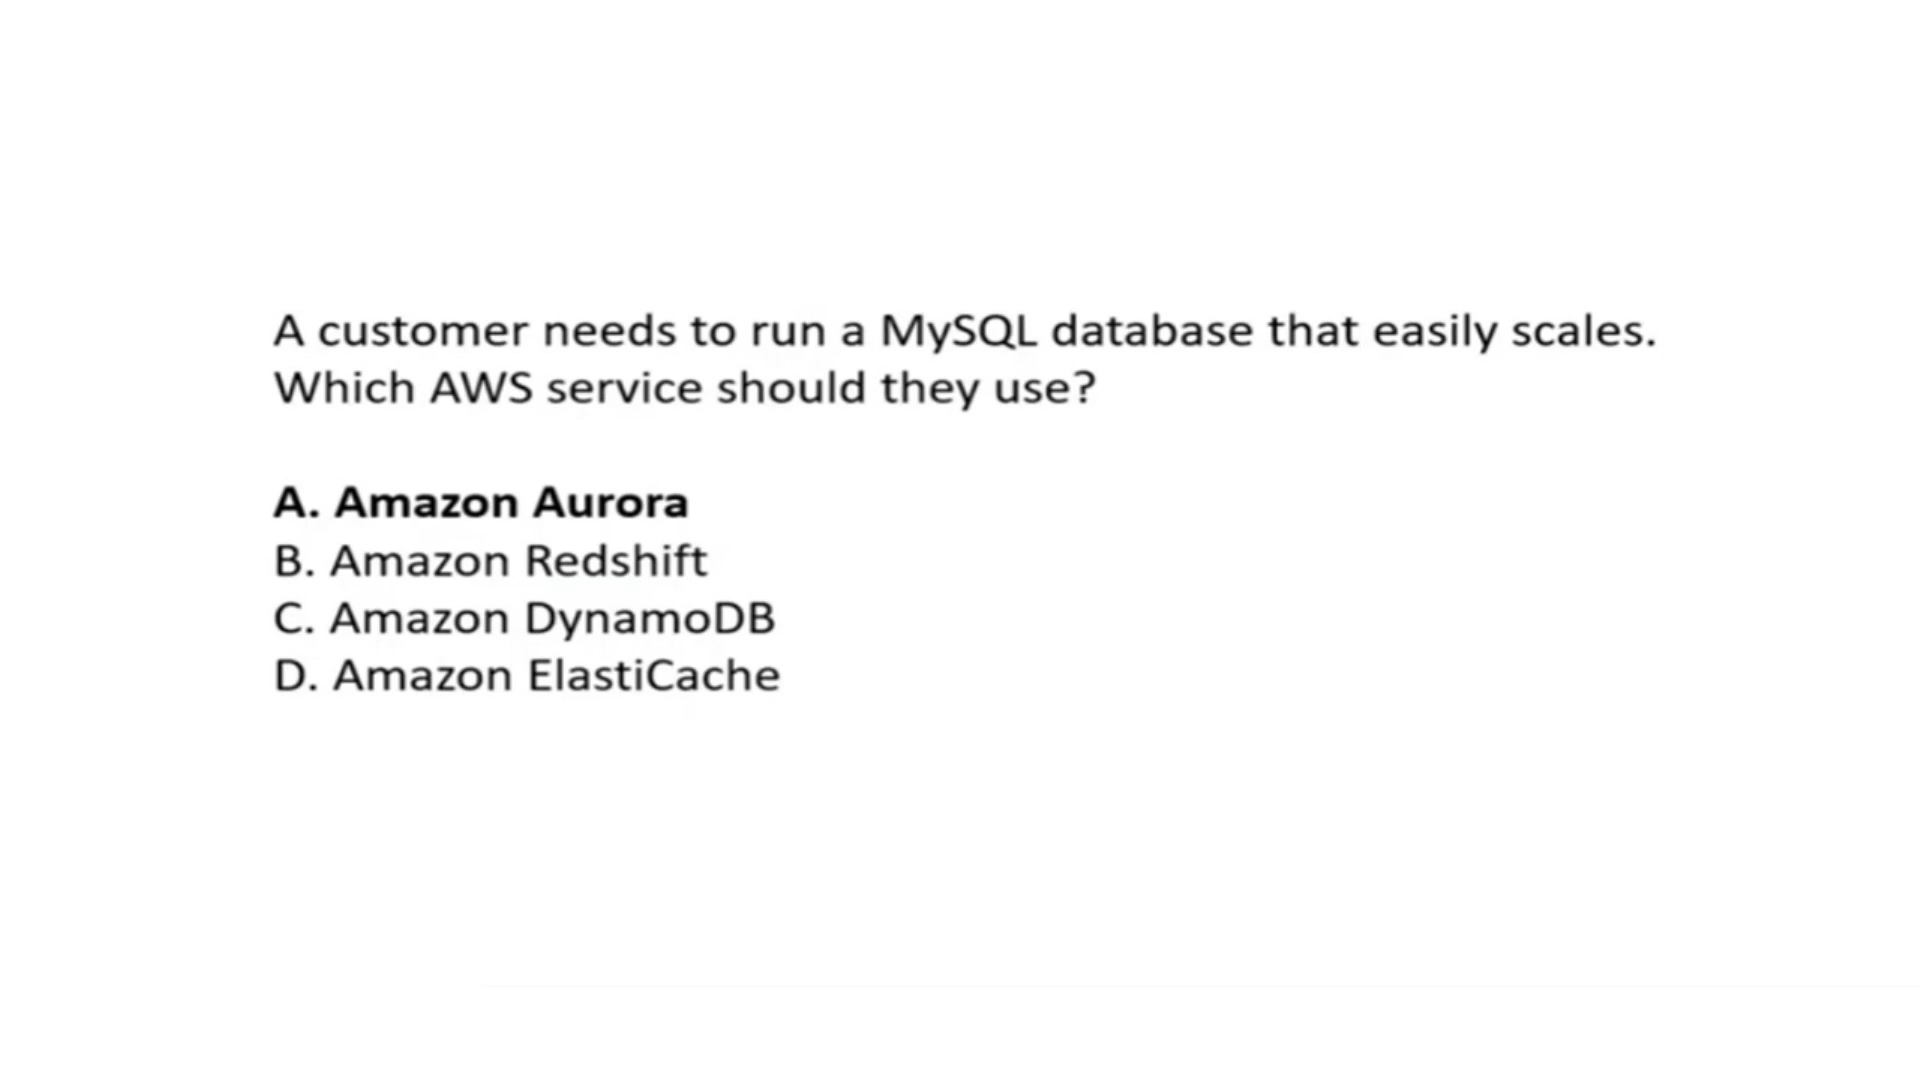 A customer needs to run a MySQL database that easily scales.
Which AWS service should they use?
A. Amazon Aurora
B. Amazon Redshift
C. Amazon DynamoDB
D. Amazon ElastiCache